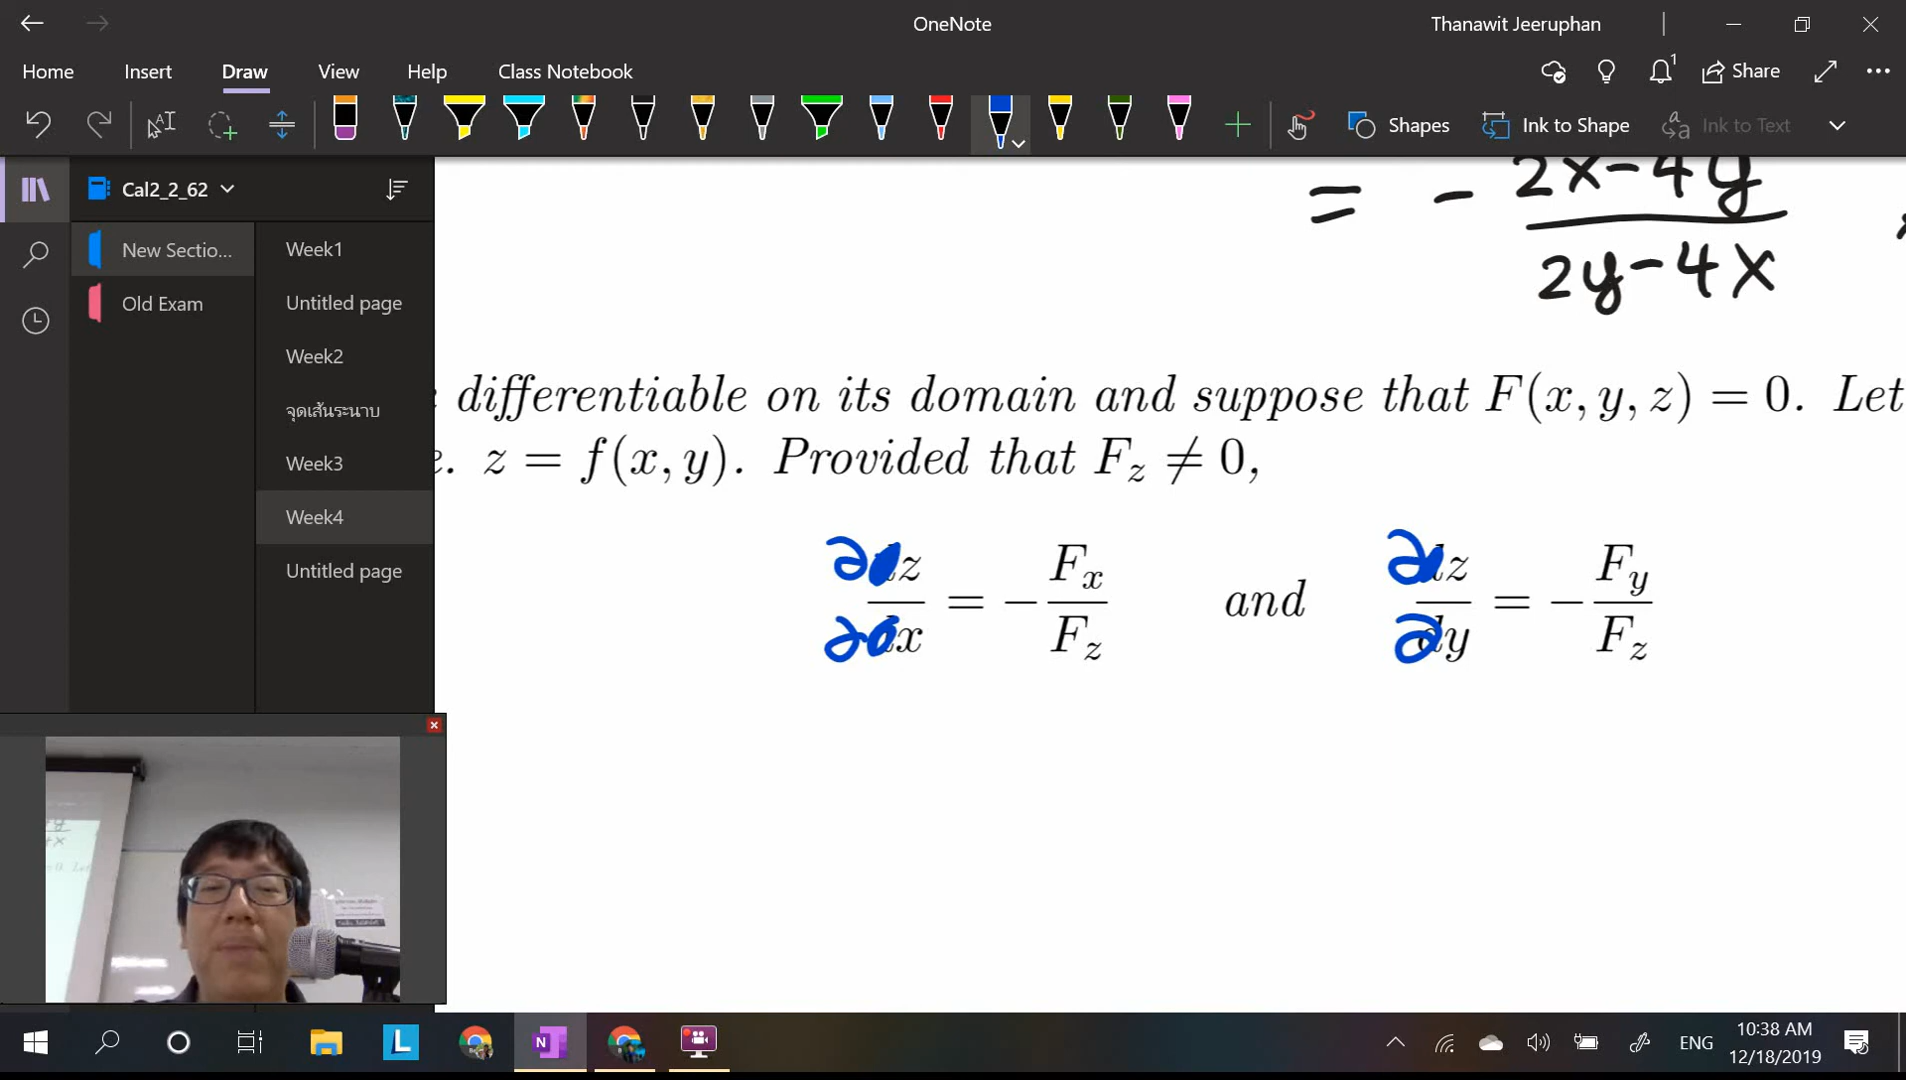 OneNote
Thanawit Jeeruphan
Home Insert Draw View Help Class Notebook
1
Share
Shapes
Ink to Shape
Ink to Text
Cal2_2_62
New Sectio...
Old Exam
Week1
Untitled page
Week2
จุดเส้นระนาบ
Week3
Week4
Untitled page
= - (2x-4y)/(2y-4x)
differentiable on its domain and suppose that F(x, y, z) = 0. Let
e. z = f(x, y). Provided that F_z ≠ 0,
∂z/∂x = − F_x/F_z and ∂z/∂y = − F_y/F_z
ENG
10:38 AM
12/18/2019